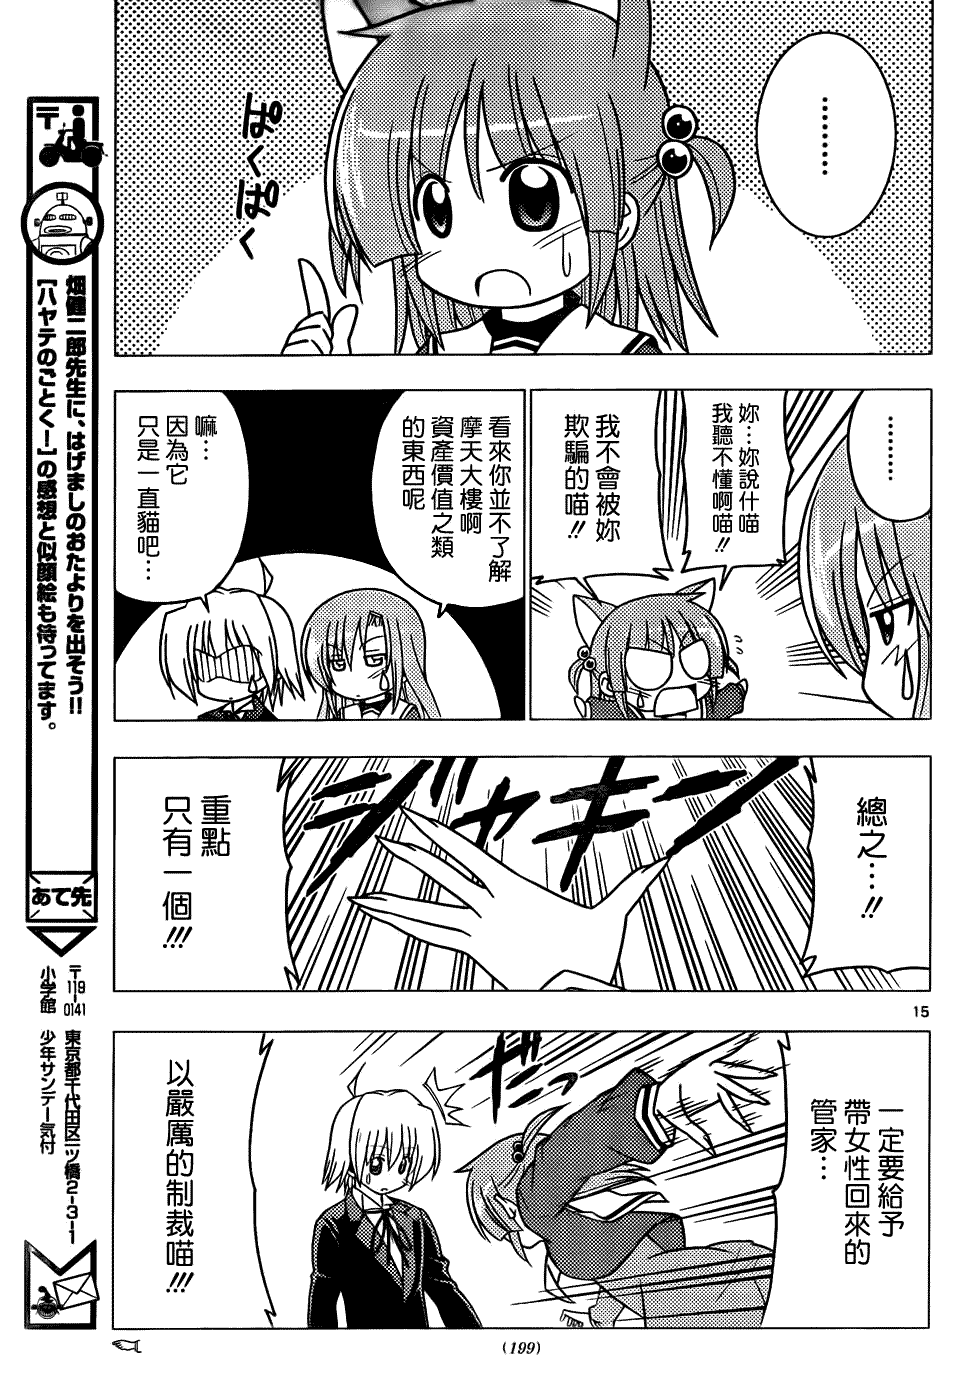 ………
ぽくぽく
………
妳…妳說什喵
我聽不懂啊喵!!
我不會被妳
欺騙的喵!!
看來你並不了解
摩天大樓啊
資產價值之類
的東西呢
嘛…
因為它
只是一直貓吧…
ジャキン
總之…!!
重點
只有一個!!!
15
一定要給予
帶女性回來的
管家…
以嚴厲的制裁喵!!!
(199)
〒
畑健二郎先生に、はげましのおたよりを出そう!!
[ハヤテのごとく!]の感想と似顔絵も待ってます。
あて先
〒119-0141 東京都千代田区一ツ橋2-3-1
小学館 少年サンデー気付